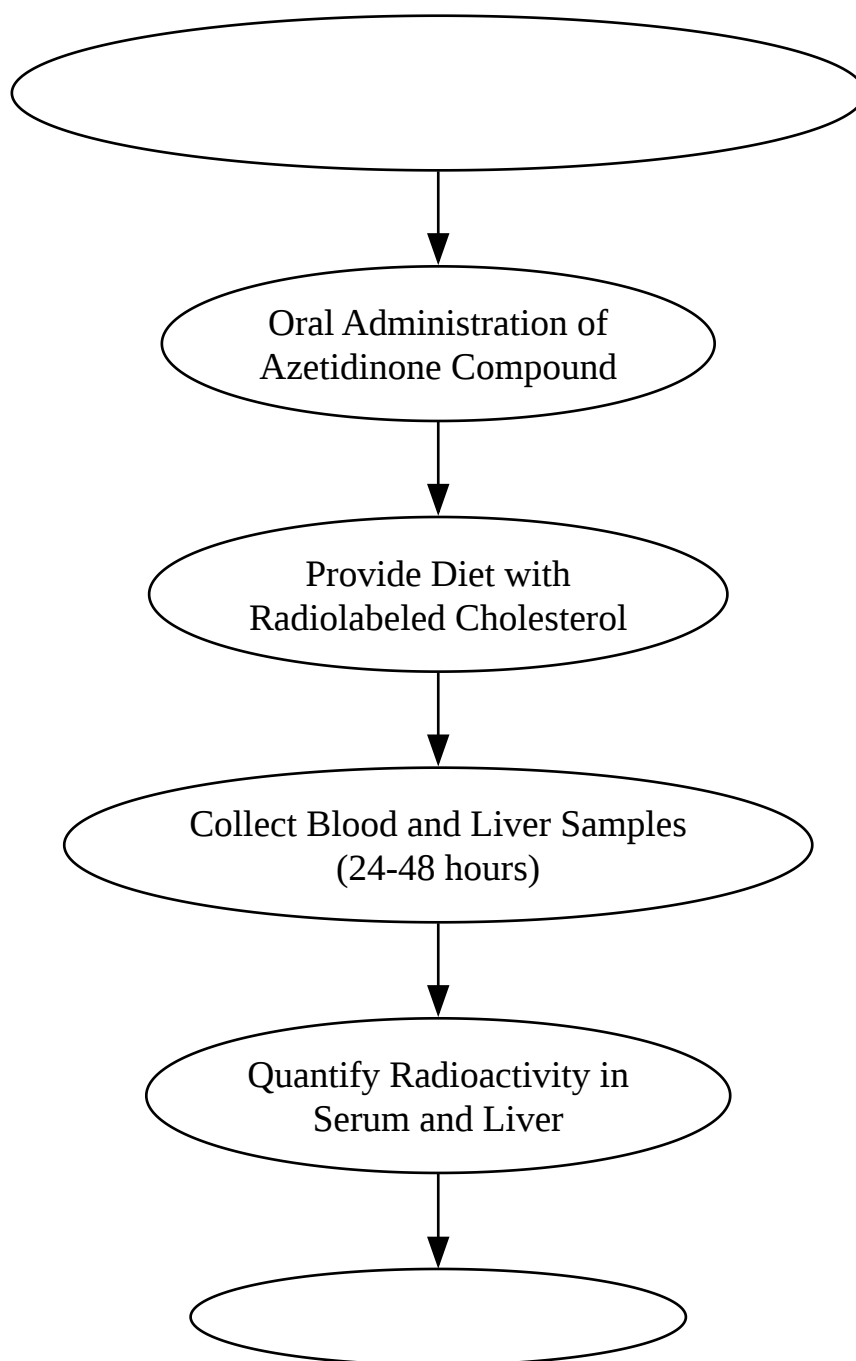 Oral Administration of
Azetidinone Compound
Provide Diet with
Radiolabeled Cholesterol
Collect Blood and Liver Samples
(24-48 hours)
Quantify Radioactivity in
Serum and Liver